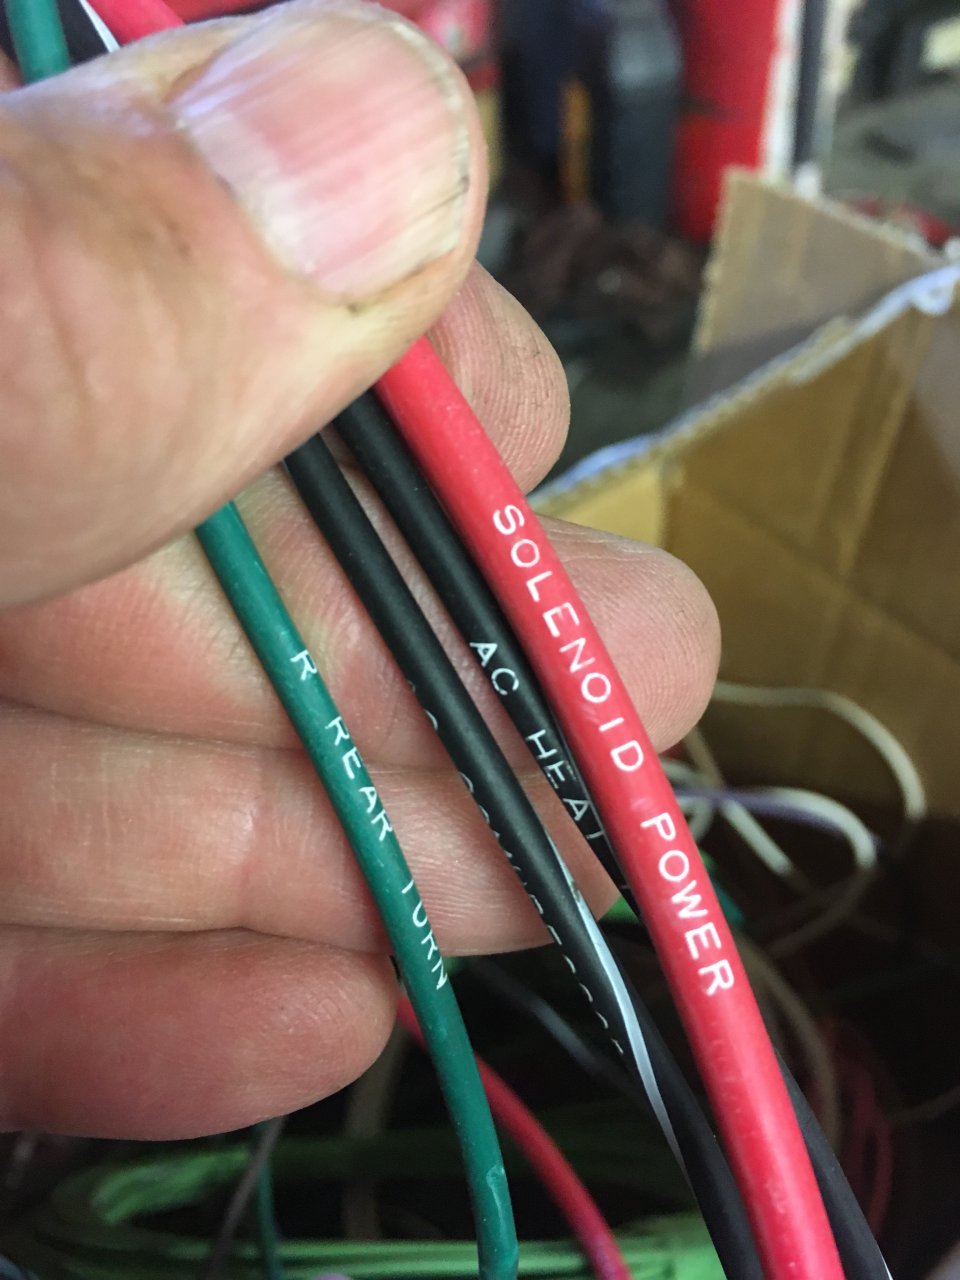 SOLENOID POWER
AC HEAT
R REAR TURN